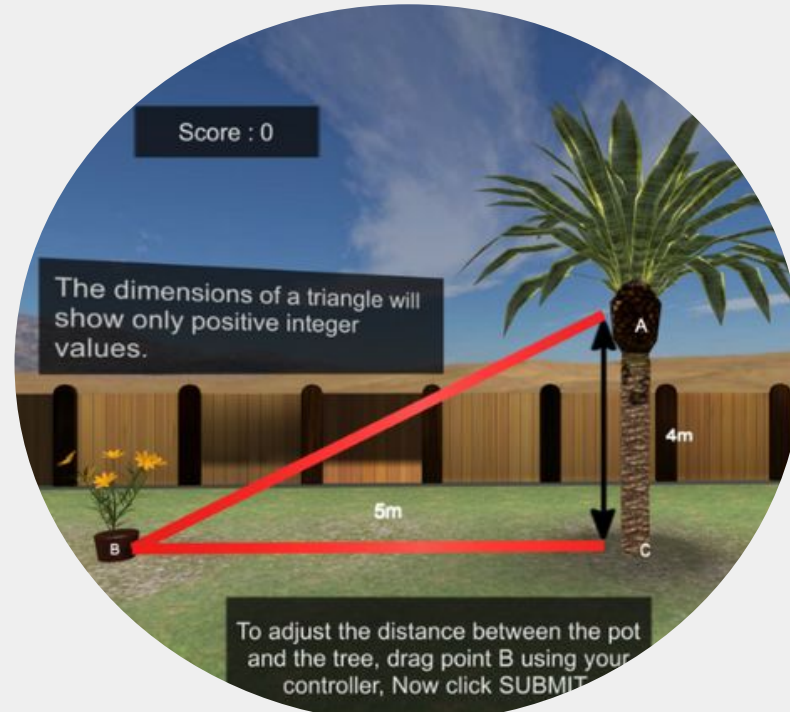 Score : 0
The dimensions of a triangle will
show only positive integer
values.
A
4m
5m
B
C
To adjust the distance between the pot
and the tree, drag point B using your
controller, Now click SUBMIT